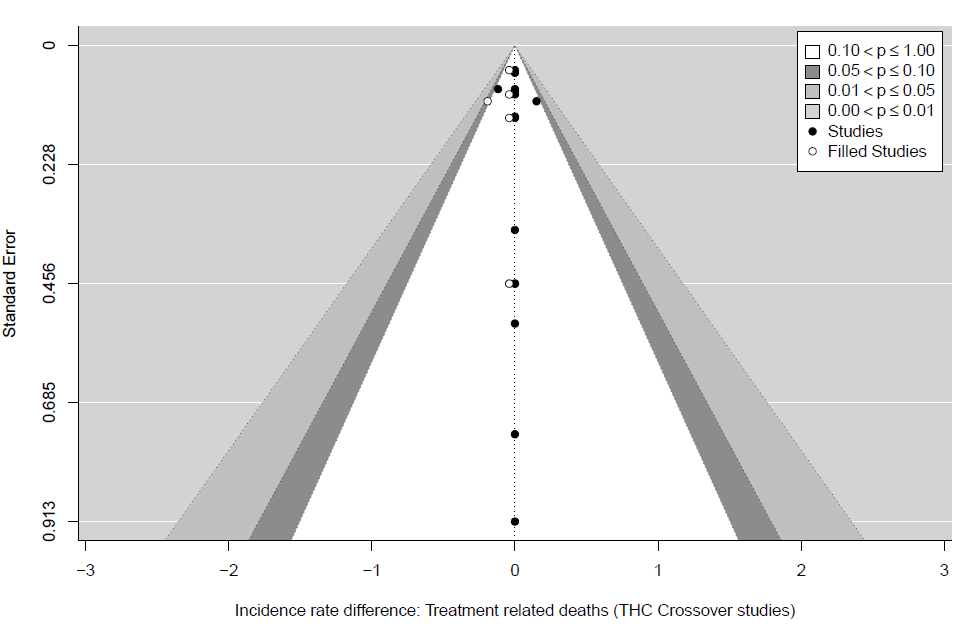 0.10 < p ≤ 1.00
0.05 < p ≤ 0.10
0.01 < p ≤ 0.05
0.00 < p ≤ 0.01
Studies
Filled Studies
Standard Error
0
0.228
0.456
0.685
0.913
−3 −2 −1 0 1 2 3
Incidence rate difference: Treatment related deaths (THC Crossover studies)